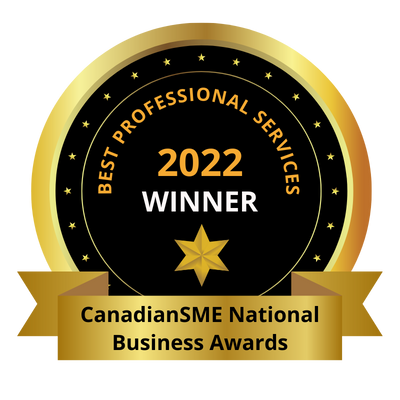 BEST PROFESSIONAL SERVICES
2022
WINNER
CanadianSME National
Business Awards